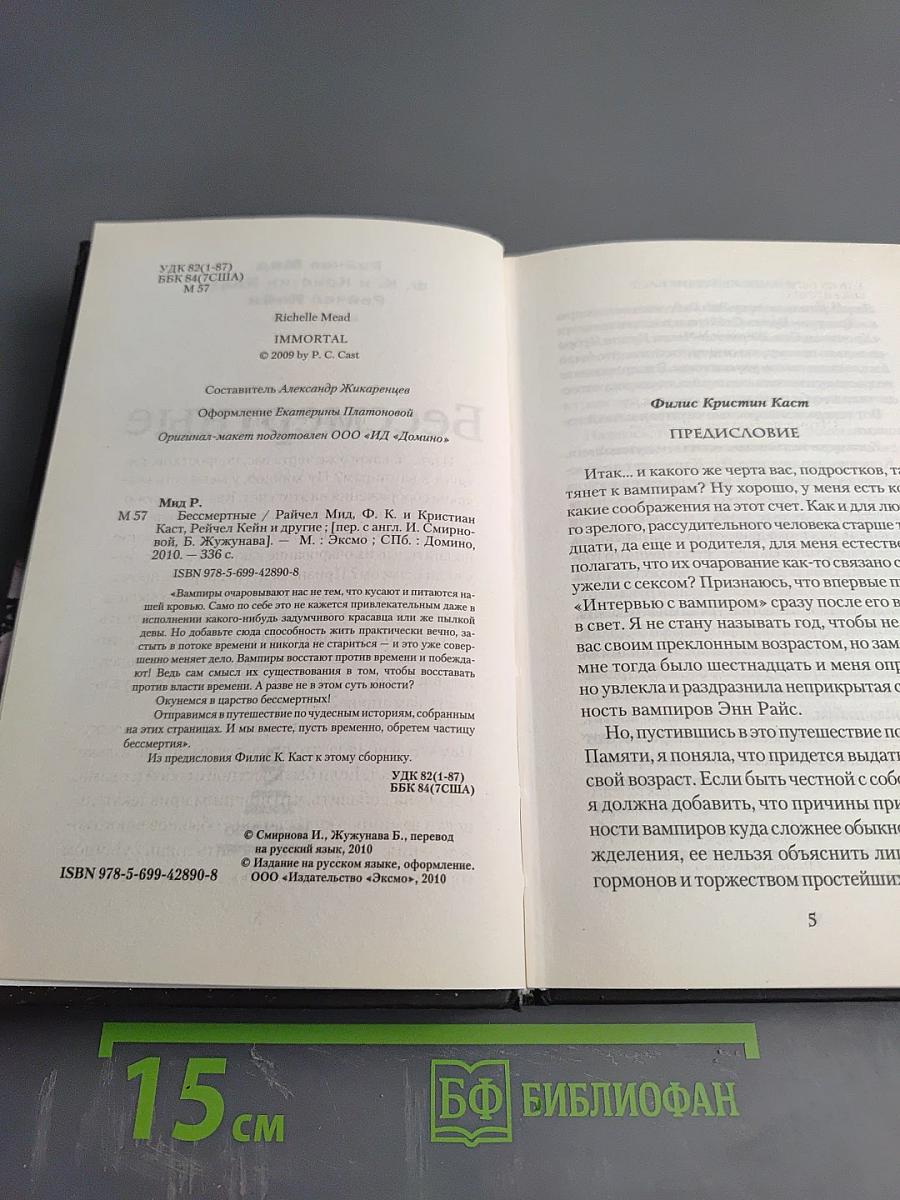 УДК 82(1-87)
ББК 84(7США)
М 57
Richelle Mead
IMMORTAL
© 2009 by P. C. Cast
Составитель Александр Жикаренцев
Оформление Екатерины Платоновой
Оригинал-макет подготовлен ООО «ИД «Домино»
Мид Р.
М 57 Бессмертные / Райчел Мид, Ф. К. и Кристиан
Каст, Рейчел Кейн и другие ; [пер. с англ. И. Смирно-
вой, Б. Жужунава]. — М. : Эксмо ; СПб. : Домино,
2010. — 336 с.
ISBN 978-5-699-42890-8
«Вампиры очаровывают нас не тем, что кусают и питаются на-
шей кровью. Само по себе это не кажется привлекательным даже в
исполнении какого-нибудь задумчивого красавца или же пылкой
девы. Но добавьте сюда способность жить практически вечно, за-
стыть в потоке времени и никогда не стариться — и это уже совер-
шенно меняет дело. Вампиры восстают против времени и побежда-
ют! Ведь сам смысл их существования в том, чтобы восставать
против власти времени. А разве не в этом суть юности?
Окунемся в царство бессмертных!
Отправимся в путешествие по чудесным историям, собранным
на этих страницах. И мы вместе, пусть временно, обретем частицу
бессмертия».
Из предисловия Филис К. Каст к этому сборнику.
УДК 82(1-87)
ББК 84(7США)
© Смирнова И., Жужунава Б., перевод
на русский язык, 2010
© Издание на русском языке, оформление.
ООО «Издательство «Эксмо», 2010
ISBN 978-5-699-42890-8
Филис Кристин Каст
ПРЕДИСЛОВИЕ
Итак... и какого же черта вас, подростков, та
тянет к вампирам? Ну хорошо, у меня есть ко
какие соображения на этот счет. Как и для лю
го зрелого, рассудительного человека старше т
дцати, да еще и родителя, для меня естестве
полагать, что их очарование как-то связано с
ужели с сексом? Признаюсь, что впервые п
«Интервью с вампиром» сразу после его в
в свет. Я не стану называть год, чтобы не
вас своим преклонным возрастом, но зам
мне тогда было шестнадцать и меня опр
но увлекла и раздразнила неприкрытая с
ность вампиров Энн Райс.
Но, пустившись в это путешествие по
Памяти, я поняла, что придется выдать
свой возраст. Если быть честной с собо
я должна добавить, что причины при
ности вампиров куда сложнее обыкно
ждения, ее нельзя объяснить ли
гормонов и торжеством простейших
5
15 см
БФ БИБЛИОФАН